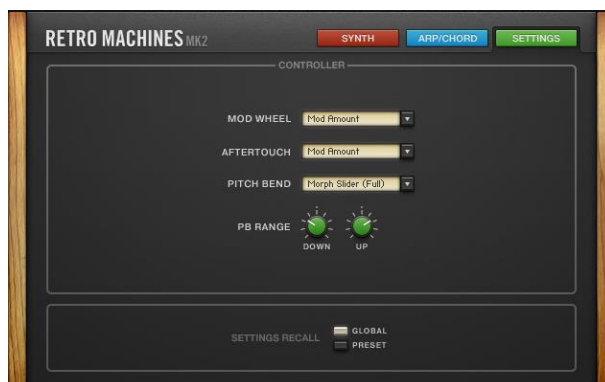 RETRO MACHINES MK2
SYNTH
ARP/CHORD
SETTINGS
CONTROLLER
MOD WHEEL Mod Amount
AFTERTOUCH Mod Amount
PITCH BEND Morph Slider (Full)
PB RANGE
DOWN UP
SETTINGS RECALL
GLOBAL
PRESET